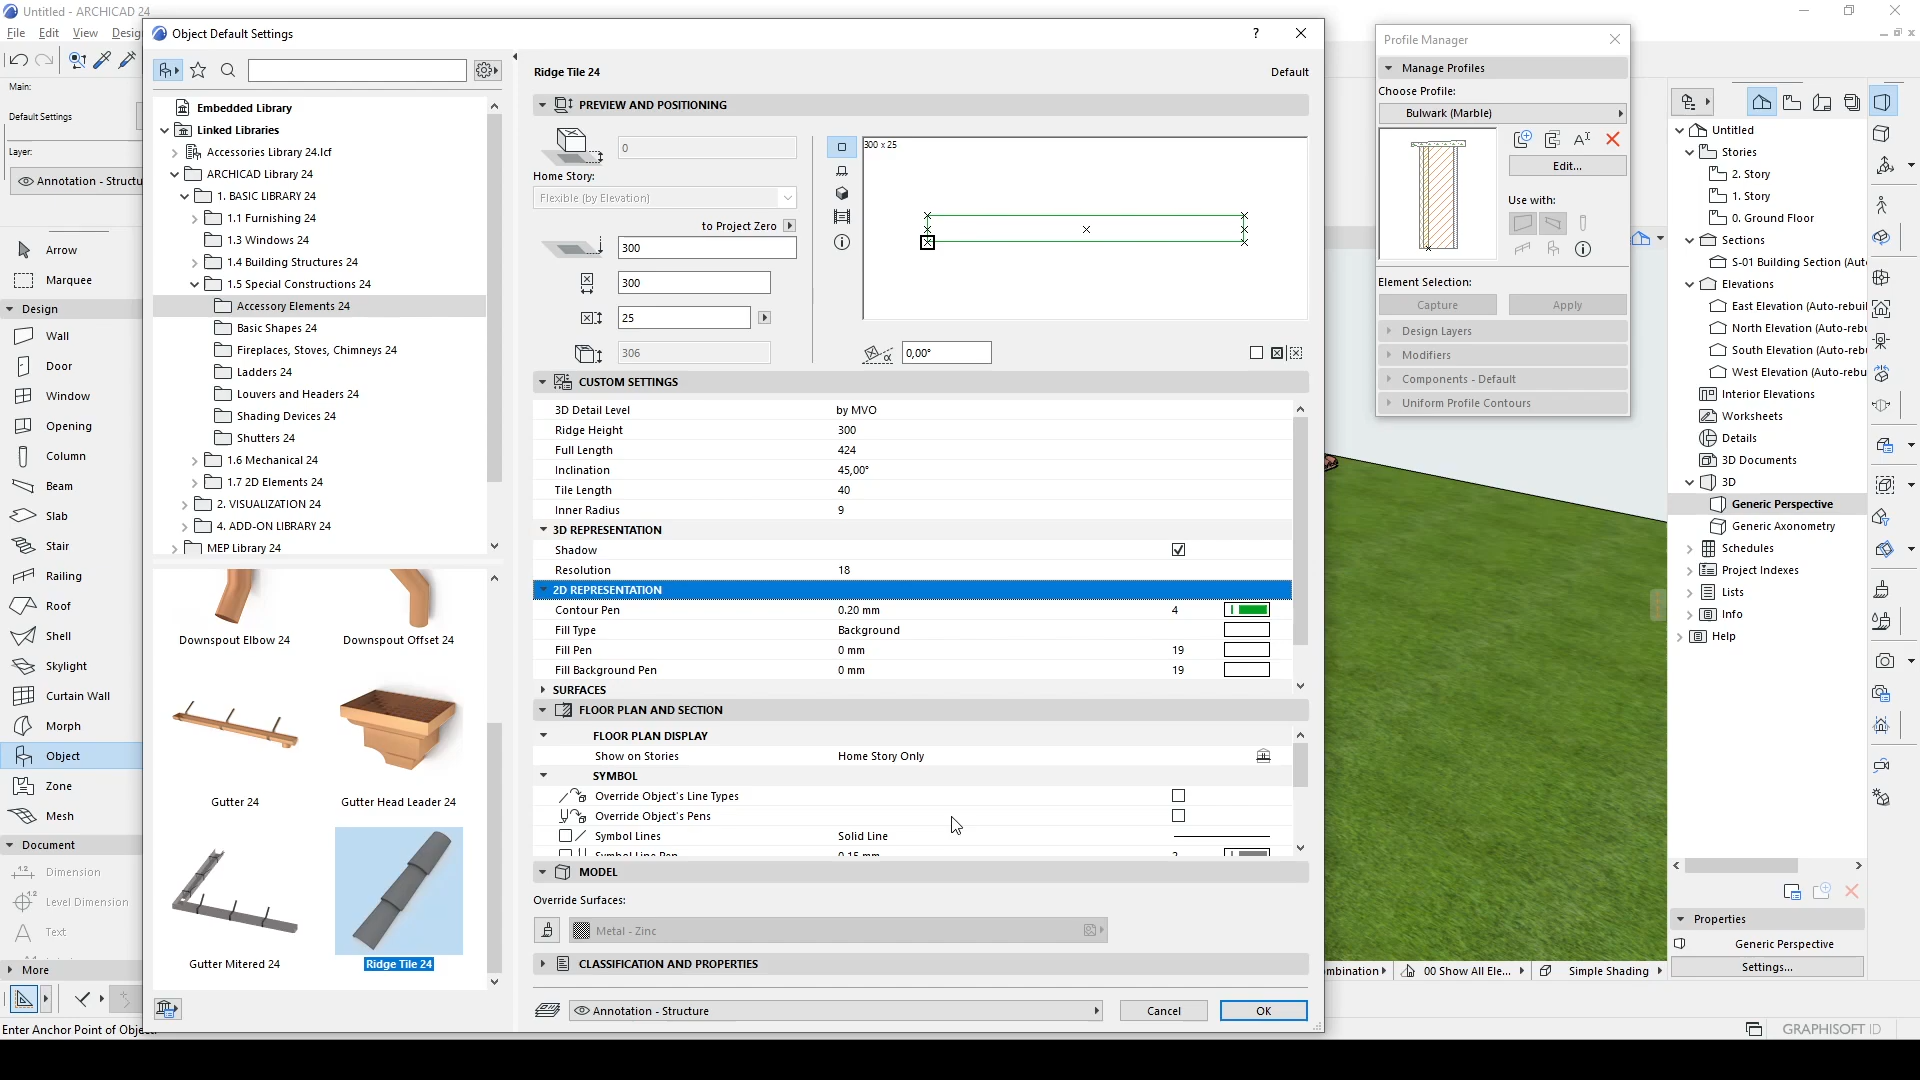 Untitled - ARCHICAD 24
File Edit View Desig
Main:
Default Settings
Layer:
Annotation - Structu
Arrow
Marquee
Design
Wall
Door
Window
Opening
Column
Beam
Slab
Stair
Railing
Roof
Shell
Skylight
Curtain Wall
Morph
Object
Zone
Mesh
Document
Dimension
Level Dimension
Text
More
Enter Anchor Point of Object.
Object Default Settings
?
Embedded Library
Linked Libraries
Accessories Library 24.lcf
ARCHICAD Library 24
1. BASIC LIBRARY 24
1.1 Furnishing 24
1.3 Windows 24
1.4 Building Structures 24
1.5 Special Constructions 24
Accessory Elements 24
Basic Shapes 24
Fireplaces, Stoves, Chimneys 24
Ladders 24
Louvers and Headers 24
Shading Devices 24
Shutters 24
1.6 Mechanical 24
1.7 2D Elements 24
2. VISUALIZATION 24
4. ADD-ON LIBRARY 24
MEP Library 24
Downspout Elbow 24 Downspout Offset 24
Gutter 24 Gutter Head Leader 24
Gutter Mitered 24 Ridge Tile 24
Ridge Tile 24 Default
PREVIEW AND POSITIONING
0
Home Story:
Flexible (by Elevation)
to Project Zero
300
300
25
306
300 x 25
α 0,00°
CUSTOM SETTINGS
3D Detail Level by MVO
Ridge Height 300
Full Length 424
Inclination 45,00°
Tile Length 40
Inner Radius 9
3D REPRESENTATION
Shadow
Resolution 18
2D REPRESENTATION
Contour Pen 0.20 mm 4
Fill Type Background
Fill Pen 0 mm 19
Fill Background Pen 0 mm 19
SURFACES
FLOOR PLAN AND SECTION
FLOOR PLAN DISPLAY
Show on Stories Home Story Only
SYMBOL
Override Object's Line Types
Override Object's Pens
Symbol Lines Solid Line
Symbol Line Pen 0.15 mm 2
MODEL
Override Surfaces:
Metal - Zinc
CLASSIFICATION AND PROPERTIES
Annotation - Structure
Cancel OK
Profile Manager
Manage Profiles
Choose Profile:
Bulwark (Marble)
Edit...
Use with:
Element Selection:
Capture Apply
Design Layers
Modifiers
Components - Default
Uniform Profile Contours
Untitled
Stories
2. Story
1. Story
0. Ground Floor
Sections
S-01 Building Section (Aut
Elevations
East Elevation (Auto-rebuil
North Elevation (Auto-rebu
South Elevation (Auto-rebu
West Elevation (Auto-rebu
Interior Elevations
Worksheets
Details
3D Documents
3D
Generic Perspective
Generic Axonometry
Schedules
Project Indexes
Lists
Info
Help
Properties
Generic Perspective
Settings...
ombination 00 Show All Ele... Simple Shading
GRAPHISOFT ID